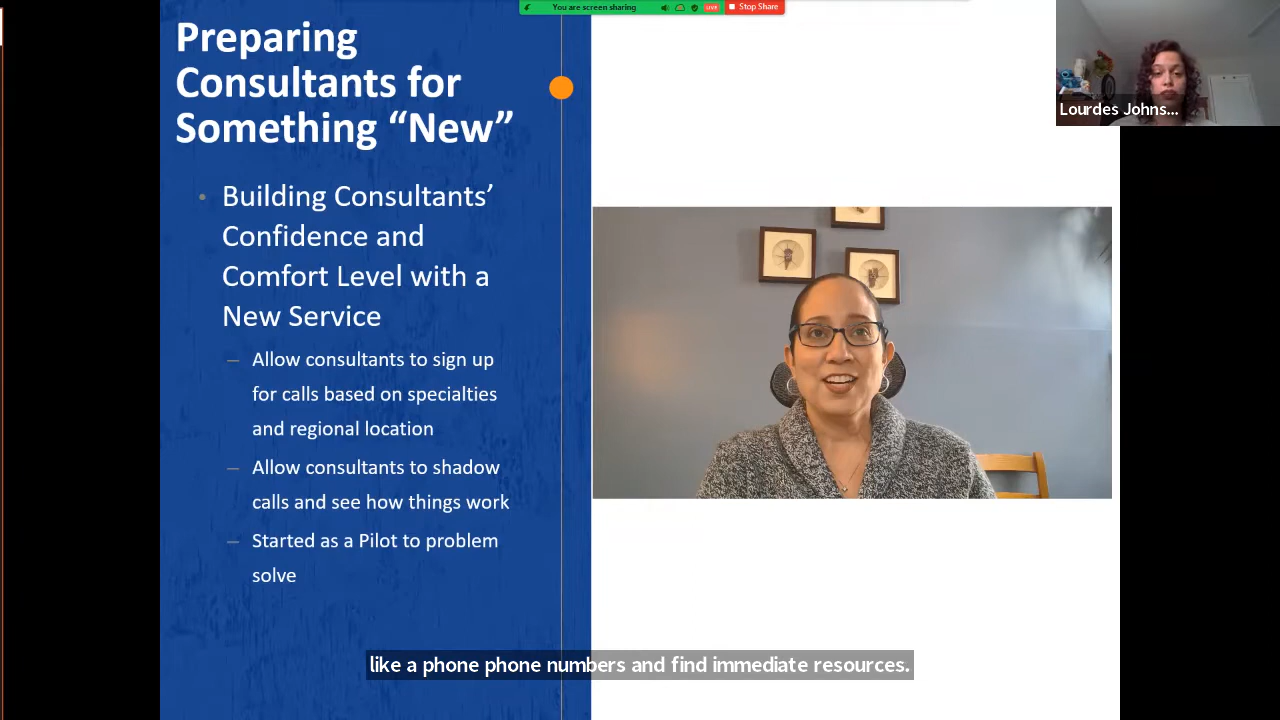 You are screen sharing
LIVE
Stop Share
Preparing
Consultants for
Something “New”
• Building Consultants’
Confidence and
Comfort Level with a
New Service
– Allow consultants to sign up
for calls based on specialties
and regional location
– Allow consultants to shadow
calls and see how things work
– Started as a Pilot to problem
solve
Lourdes Johns...
like a phone phone numbers and find immediate resources.